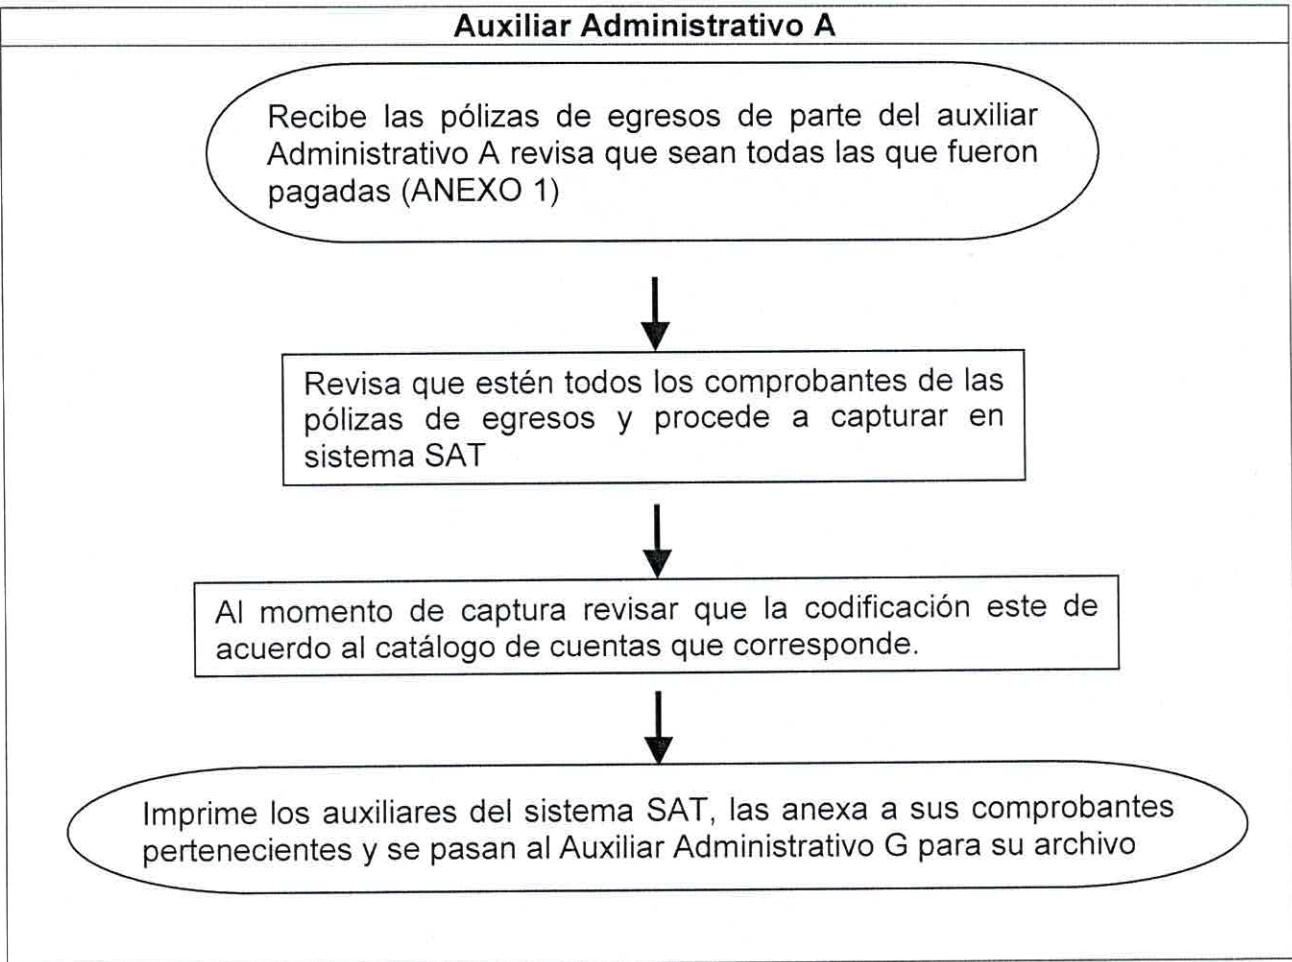 Auxiliar Administrativo A
Recibe las pólizas de egresos de parte del auxiliar
Administrativo A revisa que sean todas las que fueron
pagadas (ANEXO 1)
Revisa que estén todos los comprobantes de las
pólizas de egresos y procede a capturar en
sistema SAT
Al momento de captura revisar que la codificación este de
acuerdo al catálogo de cuentas que corresponde.
Imprime los auxiliares del sistema SAT, las anexa a sus comprobantes
pertenecientes y se pasan al Auxiliar Administrativo G para su archivo